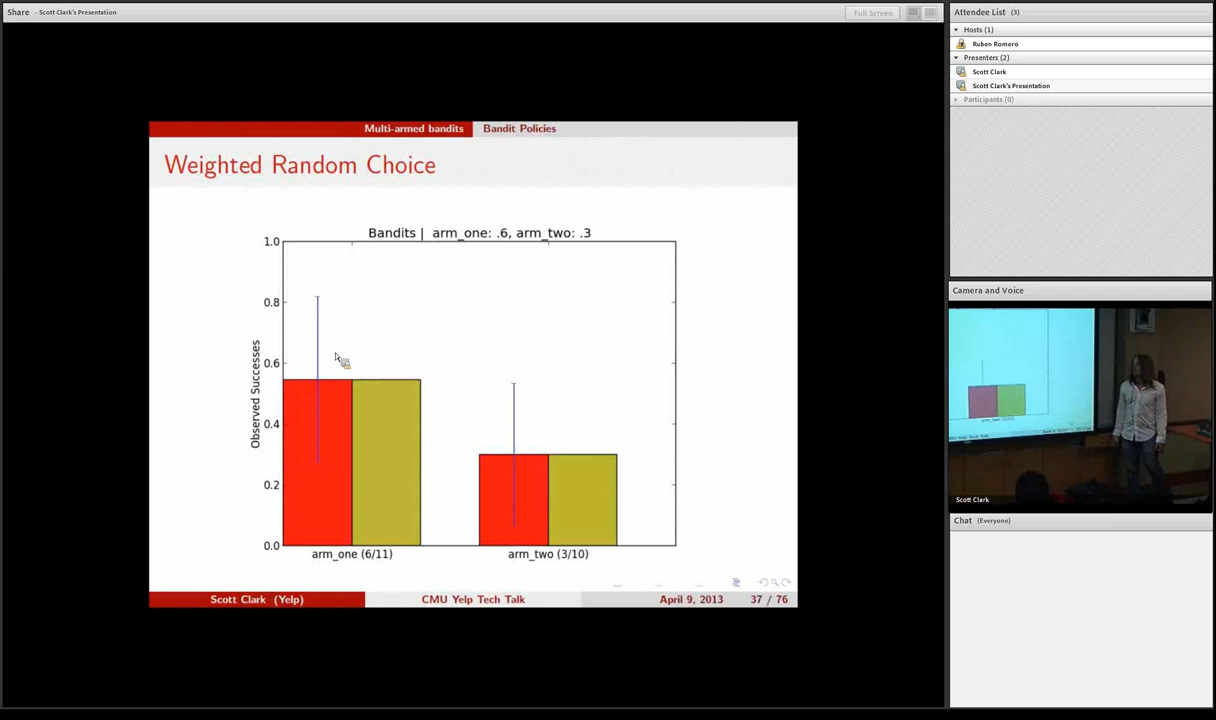 Share - Scott Clark's Presentation
Full Screen
Multi-armed bandits Bandit Policies
Weighted Random Choice
Bandits | arm_one: .6, arm_two: .3
1.0
0.8
0.6
0.4
0.2
0.0
Observed Successes
arm_one (6/11) arm_two (3/10)
Scott Clark (Yelp) CMU Yelp Tech Talk April 9, 2013 37 / 76
Attendee List (3)
Hosts (1)
Ruben Romero
Presenters (2)
Scott Clark
Scott Clark's Presentation
Participants (0)
Camera and Voice
Scott Clark
Chat (Everyone)